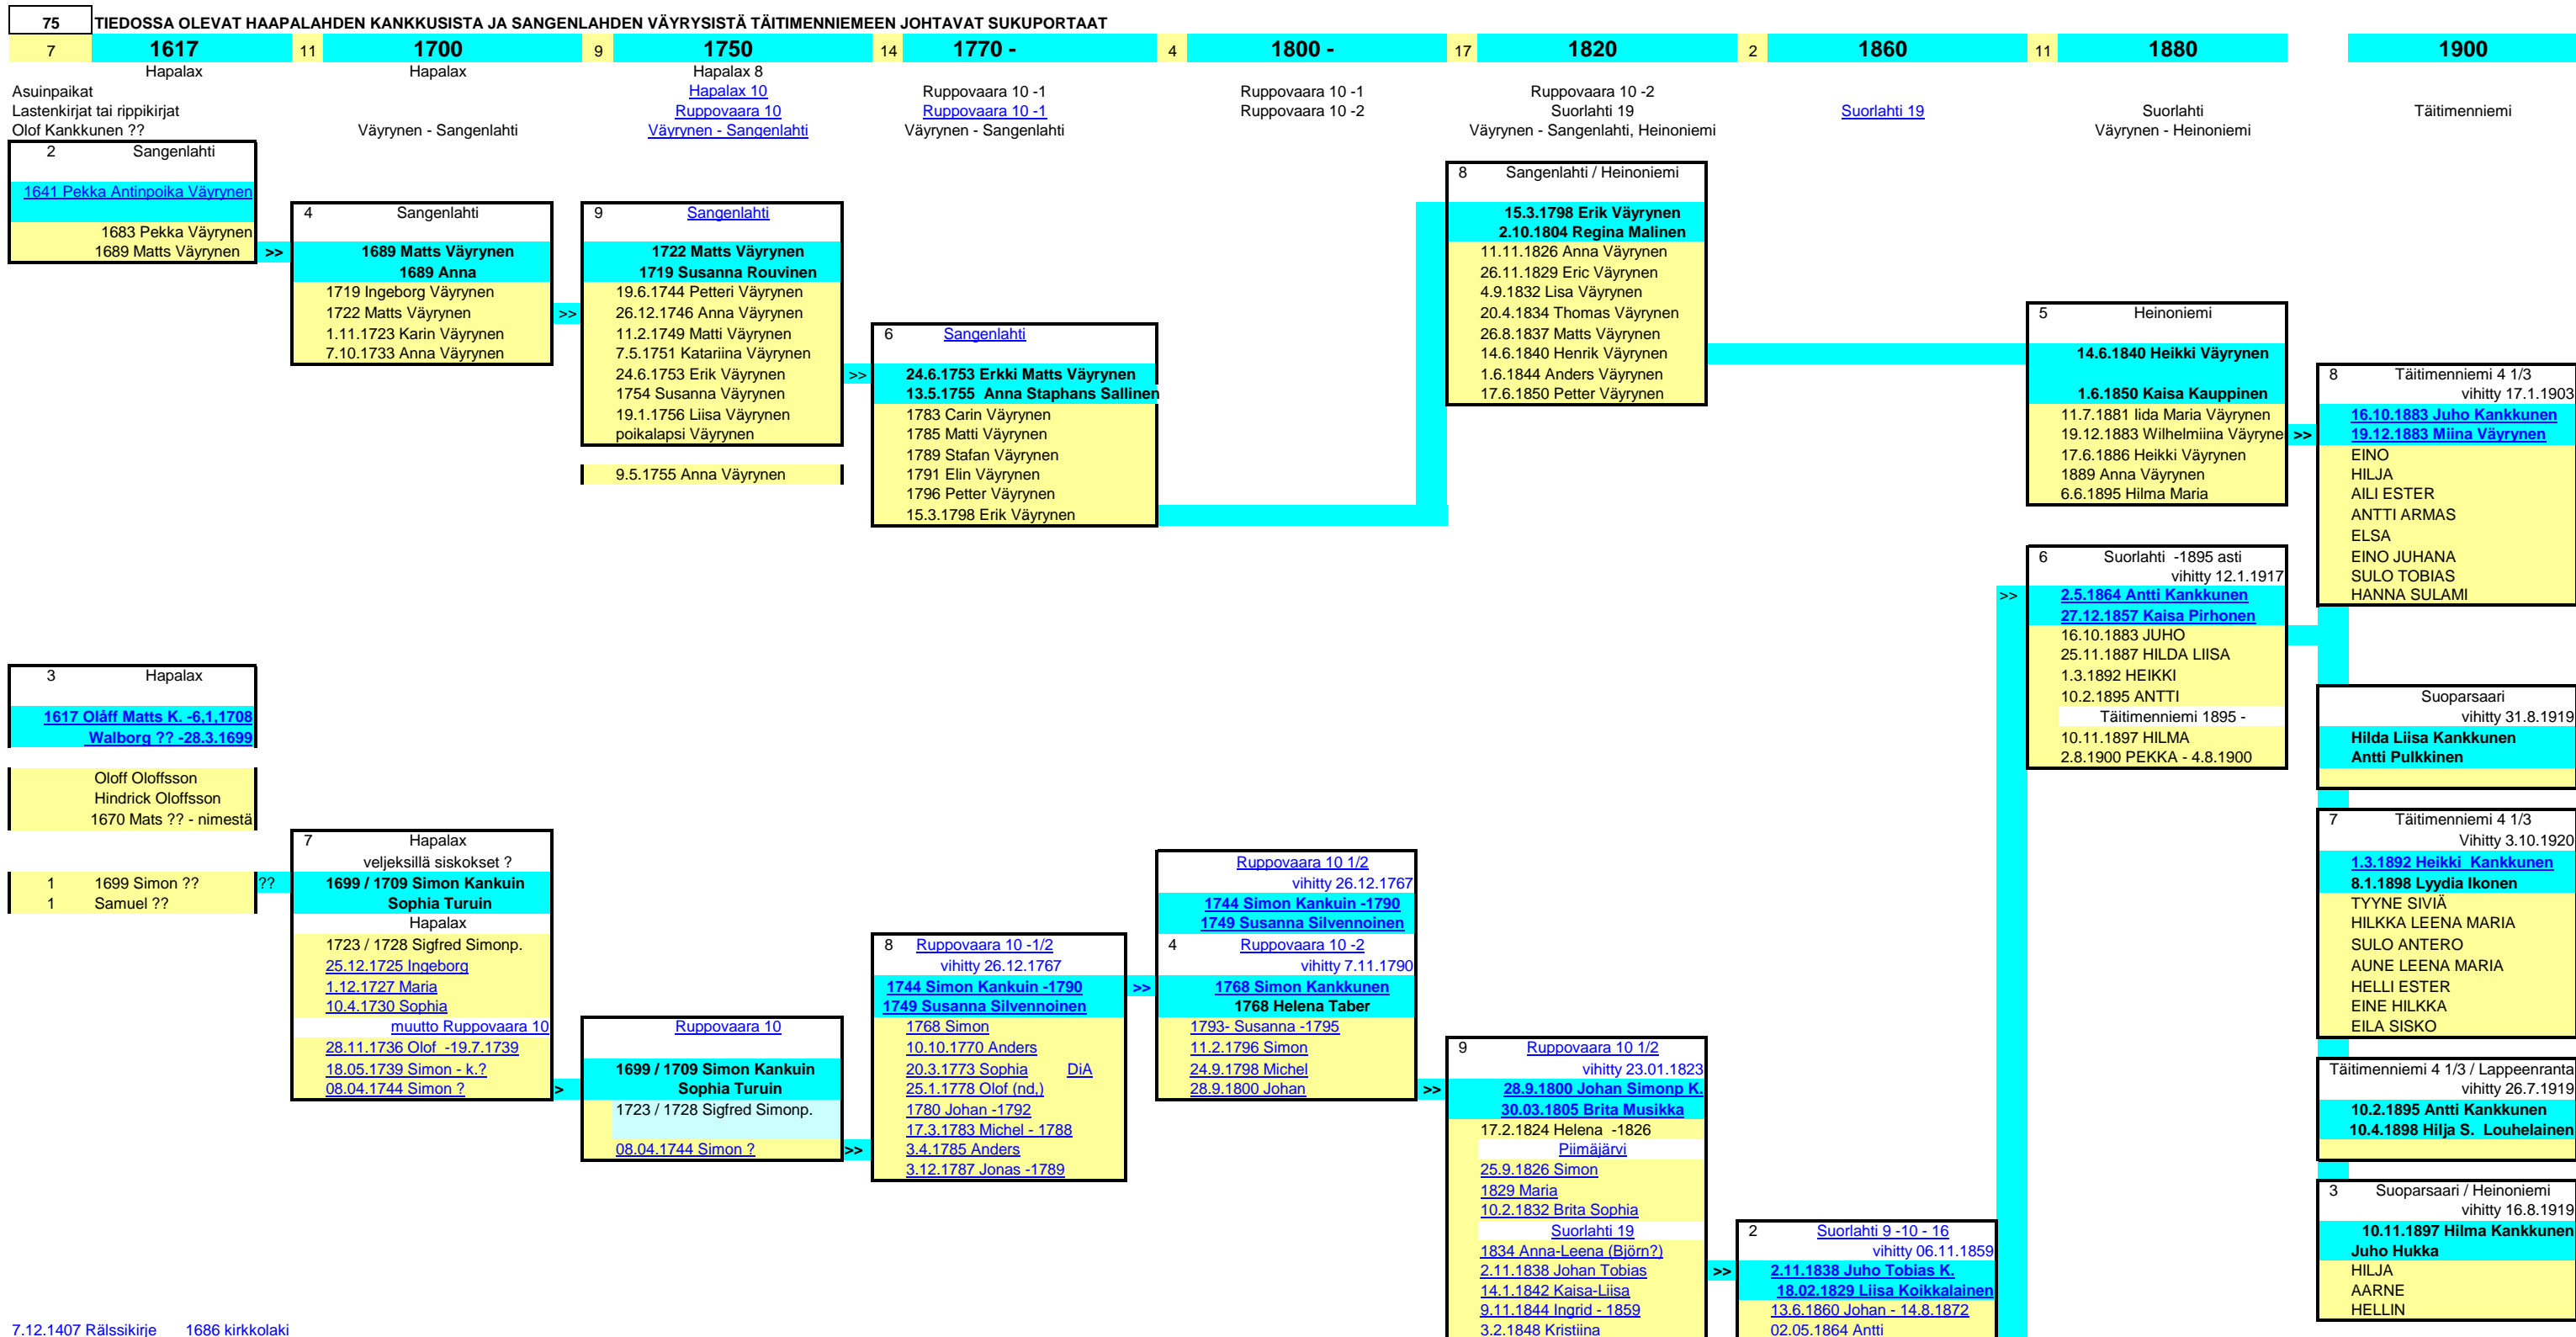 75 TIEDOSSA OLEVAT HAAPALAHDEN KANKKUSISTA JA SANGENLAHDEN VÄYRYSISTÄ TÄITIMENNIEMEEN JOHTAVAT SUKUPORTAAT
7 1617 11 1700 9 1750 14 1770 - 4 1800 - 17 1820 2 1860 11 1880 1900
Hapalax Hapalax Hapalax 8
Asuinpaikat Hapalax 10 Ruppovaara 10 -1 Ruppovaara 10 -1 Ruppovaara 10 -2
Lastenkirjat tai rippikirjat Ruppovaara 10 Ruppovaara 10 -1 Ruppovaara 10 -2 Suorlahti 19 Suorlahti 19 Suorlahti Täitimenniemi
Olof Kankkunen ?? Väyrynen - Sangenlahti Väyrynen - Sangenlahti Väyrynen - Sangenlahti Väyrynen - Sangenlahti, Heinoniemi Väyrynen - Heinoniemi
2 Sangenlahti
1641 Pekka Antinpoika Väyrynen
1683 Pekka Väyrynen
1689 Matts Väyrynen >>
4 Sangenlahti
1689 Matts Väyrynen
1689 Anna
1719 Ingeborg Väyrynen
1722 Matts Väyrynen >>
1.11.1723 Karin Väyrynen
7.10.1733 Anna Väyrynen
9 Sangenlahti
1722 Matts Väyrynen
1719 Susanna Rouvinen
19.6.1744 Petteri Väyrynen
26.12.1746 Anna Väyrynen
11.2.1749 Matti Väyrynen
7.5.1751 Katariina Väyrynen
24.6.1753 Erik Väyrynen >>
1754 Susanna Väyrynen
19.1.1756 Liisa Väyrynen
poikalapsi Väyrynen
9.5.1755 Anna Väyrynen
6 Sangenlahti
24.6.1753 Erkki Matts Väyrynen
13.5.1755 Anna Staphans Sallinen
1783 Carin Väyrynen
1785 Matti Väyrynen
1789 Stafan Väyrynen
1791 Elin Väyrynen
1796 Petter Väyrynen
15.3.1798 Erik Väyrynen
8 Sangenlahti / Heinoniemi
15.3.1798 Erik Väyrynen
2.10.1804 Regina Malinen
11.11.1826 Anna Väyrynen
26.11.1829 Eric Väyrynen
4.9.1832 Lisa Väyrynen
20.4.1834 Thomas Väyrynen
26.8.1837 Matts Väyrynen
14.6.1840 Henrik Väyrynen
1.6.1844 Anders Väyrynen
17.6.1850 Petter Väyrynen
5 Heinoniemi
14.6.1840 Heikki Väyrynen
1.6.1850 Kaisa Kauppinen
11.7.1881 Iida Maria Väyrynen
19.12.1883 Wilhelmiina Väyryne >>
17.6.1886 Heikki Väyrynen
1889 Anna Väyrynen
6.6.1895 Hilma Maria
8 Täitimenniemi 4 1/3
vihitty 17.1.1903
16.10.1883 Juho Kankkunen
19.12.1883 Miina Väyrynen
EINO
HILJA
AILI ESTER
ANTTI ARMAS
ELSA
EINO JUHANA
SULO TOBIAS
HANNA SULAMI
6 Suorlahti -1895 asti
vihitty 12.1.1917
>> 2.5.1864 Antti Kankkunen
27.12.1857 Kaisa Pirhonen
16.10.1883 JUHO
25.11.1887 HILDA LIISA
1.3.1892 HEIKKI
10.2.1895 ANTTI
Täitimenniemi 1895 -
10.11.1897 HILMA
2.8.1900 PEKKA - 4.8.1900
Suoparsaari
vihitty 31.8.1919
Hilda Liisa Kankkunen
Antti Pulkkinen
3 Hapalax
1617 Olåff Matts K. -6,1,1708
Walborg ?? -28.3.1699
Oloff Oloffsson
Hindrick Oloffsson
1670 Mats ?? - nimestä
1 1699 Simon ?? ??
1 Samuel ??
7 Hapalax
veljeksillä siskokset ?
1699 / 1709 Simon Kankuin
Sophia Turuin
Hapalax
1723 / 1728 Sigfred Simonp.
25.12.1725 Ingeborg
1.12.1727 Maria
10.4.1730 Sophia
muutto Ruppovaara 10
28.11.1736 Olof -19.7.1739
18.05.1739 Simon - k.?
08.04.1744 Simon ? >
Ruppovaara 10
1699 / 1709 Simon Kankuin
Sophia Turuin
1723 / 1728 Sigfred Simonp.
08.04.1744 Simon ? >>
8 Ruppovaara 10 -1/2
vihitty 26.12.1767
1744 Simon Kankuin -1790 >>
1749 Susanna Silvennoinen
1768 Simon
10.10.1770 Anders
20.3.1773 Sophia DiA
25.1.1778 Olof (nd,)
1780 Johan -1792
17.3.1783 Michel - 1788
3.4.1785 Anders
3.12.1787 Jonas -1789
Ruppovaara 10 1/2
vihitty 26.12.1767
1744 Simon Kankuin -1790
1749 Susanna Silvennoinen
4 Ruppovaara 10 -2
vihitty 7.11.1790
1768 Simon Kankkunen
1768 Helena Taber
1793- Susanna -1795
11.2.1796 Simon
24.9.1798 Michel
28.9.1800 Johan >>
9 Ruppovaara 10 1/2
vihitty 23.01.1823
28.9.1800 Johan Simonp K.
30.03.1805 Brita Musikka
17.2.1824 Helena -1826
Piimäjärvi
25.9.1826 Simon
1829 Maria
10.2.1832 Brita Sophia
Suorlahti 19
1834 Anna-Leena (Björn?)
2.11.1838 Johan Tobias >>
14.1.1842 Kaisa-Liisa
9.11.1844 Ingrid - 1859
3.2.1848 Kristiina
2 Suorlahti 9 -10 - 16
vihitty 06.11.1859
2.11.1838 Juho Tobias K.
18.02.1829 Liisa Koikkalainen
13.6.1860 Johan - 14.8.1872
02.05.1864 Antti
7 Täitimenniemi 4 1/3
Vihitty 3.10.1920
1.3.1892 Heikki Kankkunen
8.1.1898 Lyydia Ikonen
TYYNE SIVIÄ
HILKKA LEENA MARIA
SULO ANTERO
AUNE LEENA MARIA
HELLI ESTER
EINE HILKKA
EILA SISKO
Täitimenniemi 4 1/3 / Lappeenranta
vihitty 26.7.1919
10.2.1895 Antti Kankkunen
10.4.1898 Hilja S. Louhelainen
3 Suoparsaari / Heinoniemi
vihitty 16.8.1919
10.11.1897 Hilma Kankkunen
Juho Hukka
HILJA
AARNE
HELLIN
7.12.1407 Rälssikirje 1686 kirkkolaki